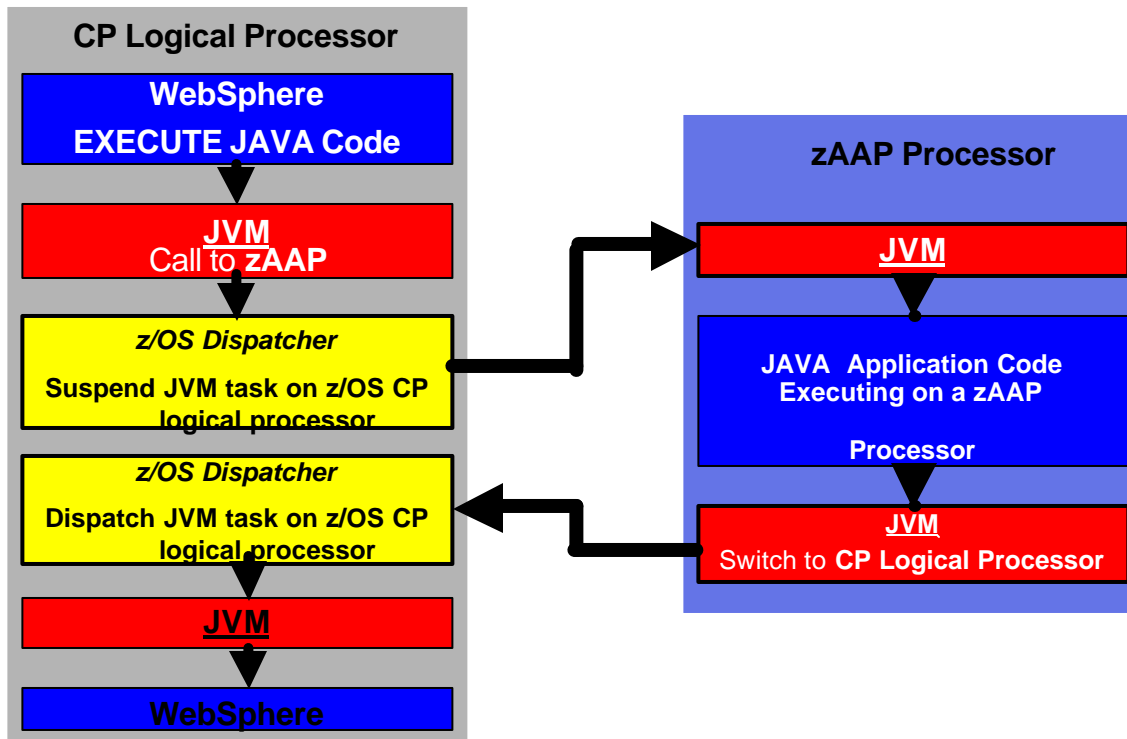 CP Logical Processor
WebSphere
EXECUTE JAVA Code
JVM
Call to zAAP
z/OS Dispatcher
Suspend JVM task on z/OS CP
logical processor
z/OS Dispatcher
Dispatch JVM task on z/OS CP
logical processor
JVM
WebSphere
zAAP Processor
JVM
JAVA Application Code
Executing on a zAAP
Processor
JVM
Switch to CP Logical Processor